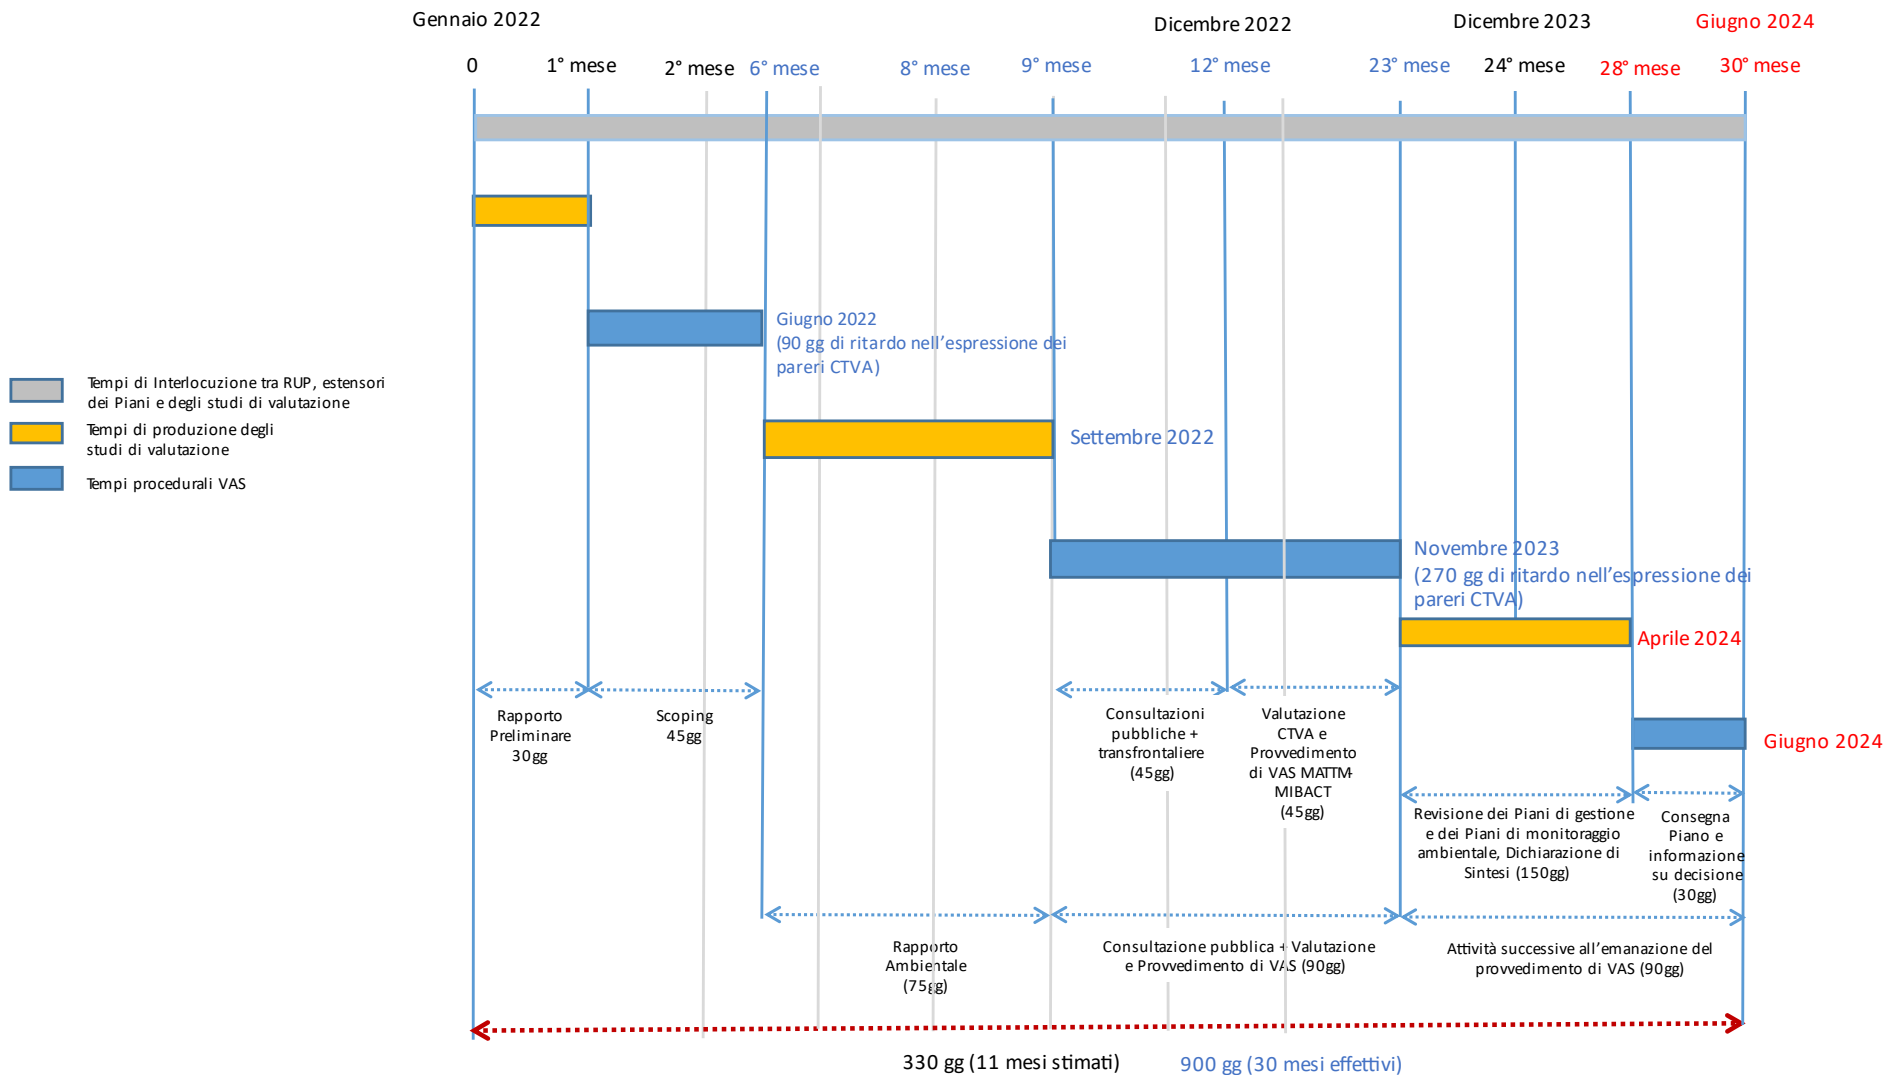 Gennaio 2022
Dicembre 2022
Dicembre 2023
Giugno 2024
0
1° mese
2° mese
6° mese
8° mese
9° mese
12° mese
23° mese
24° mese
28° mese
30° mese
Giugno 2022
(90 gg di ritardo nell'espressione dei
pareri CTVA)
Tempi di Interlocuzione tra RUP, estensori
dei Piani e degli studi di valutazione
Tempi di produzione degli
studi di valutazione
Tempi procedurali VAS
Settembre 2022
Novembre 2023
(270 gg di ritardo nell'espressione dei
pareri CTVA)
Aprile 2024
Giugno 2024
Rapporto
Preliminare
30gg
Scoping
45gg
Consultazioni
pubbliche +
transfrontaliere
(45gg)
Valutazione
CTVA e
Provvedimento
di VAS MATTM-
MIBACT
(45gg)
Revisione dei Piani di gestione
e dei Piani di monitoraggio
ambientale, Dichiarazione di
Sintesi (150gg)
Consegna
Piano e
informazione
su decisione
(30gg)
Rapporto
Ambientale
(75gg)
Consultazione pubblica + Valutazione
e Provvedimento di VAS (90gg)
Attività successive all'emanazione del
provvedimento di VAS (90gg)
330 gg (11 mesi stimati)
900 gg (30 mesi effettivi)